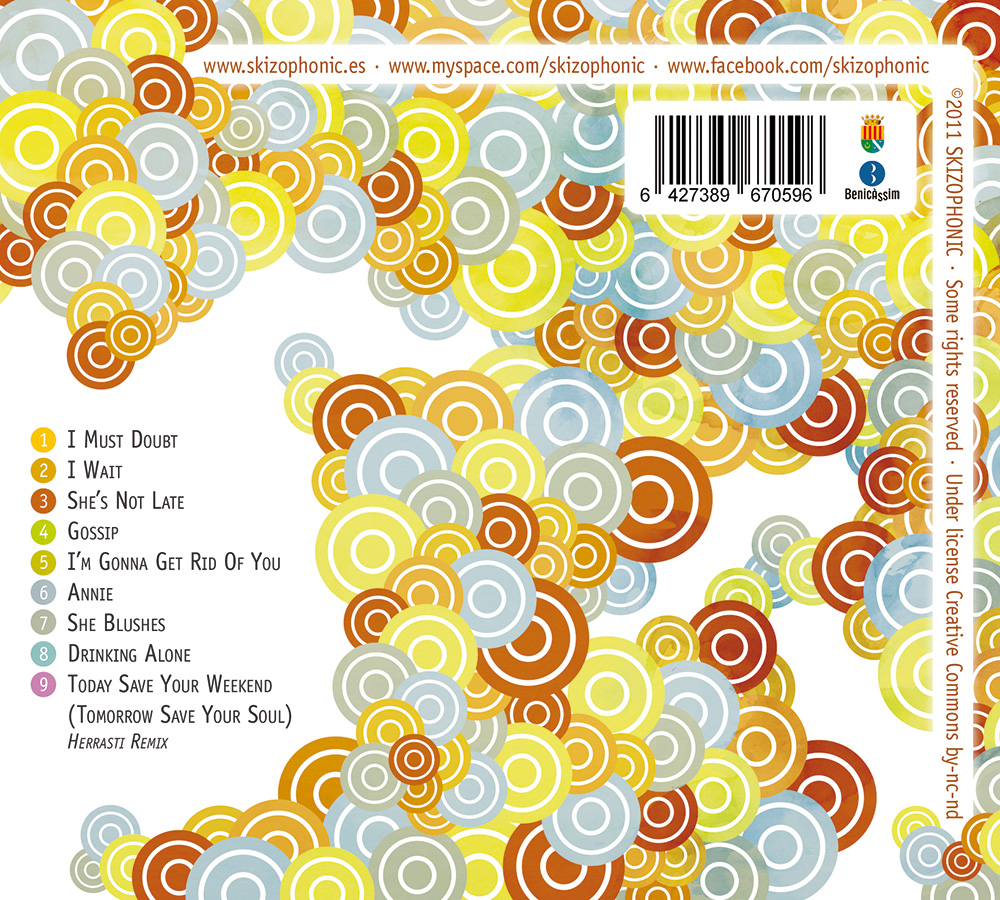 www.skizophonic.es · www.myspace.com/skizophonic · www.facebook.com/skizophonic
6 427389 670596
Benicàssim
©2011 SKIZOPHONIC · Some rights reserved · Under license Creative Commons by-nc-nd
1 I Must Doubt
2 I Wait
3 She's Not Late
4 Gossip
5 I'm Gonna Get Rid Of You
6 Annie
7 She Blushes
8 Drinking Alone
9 Today Save Your Weekend
(Tomorrow Save Your Soul)
Herrasti Remix